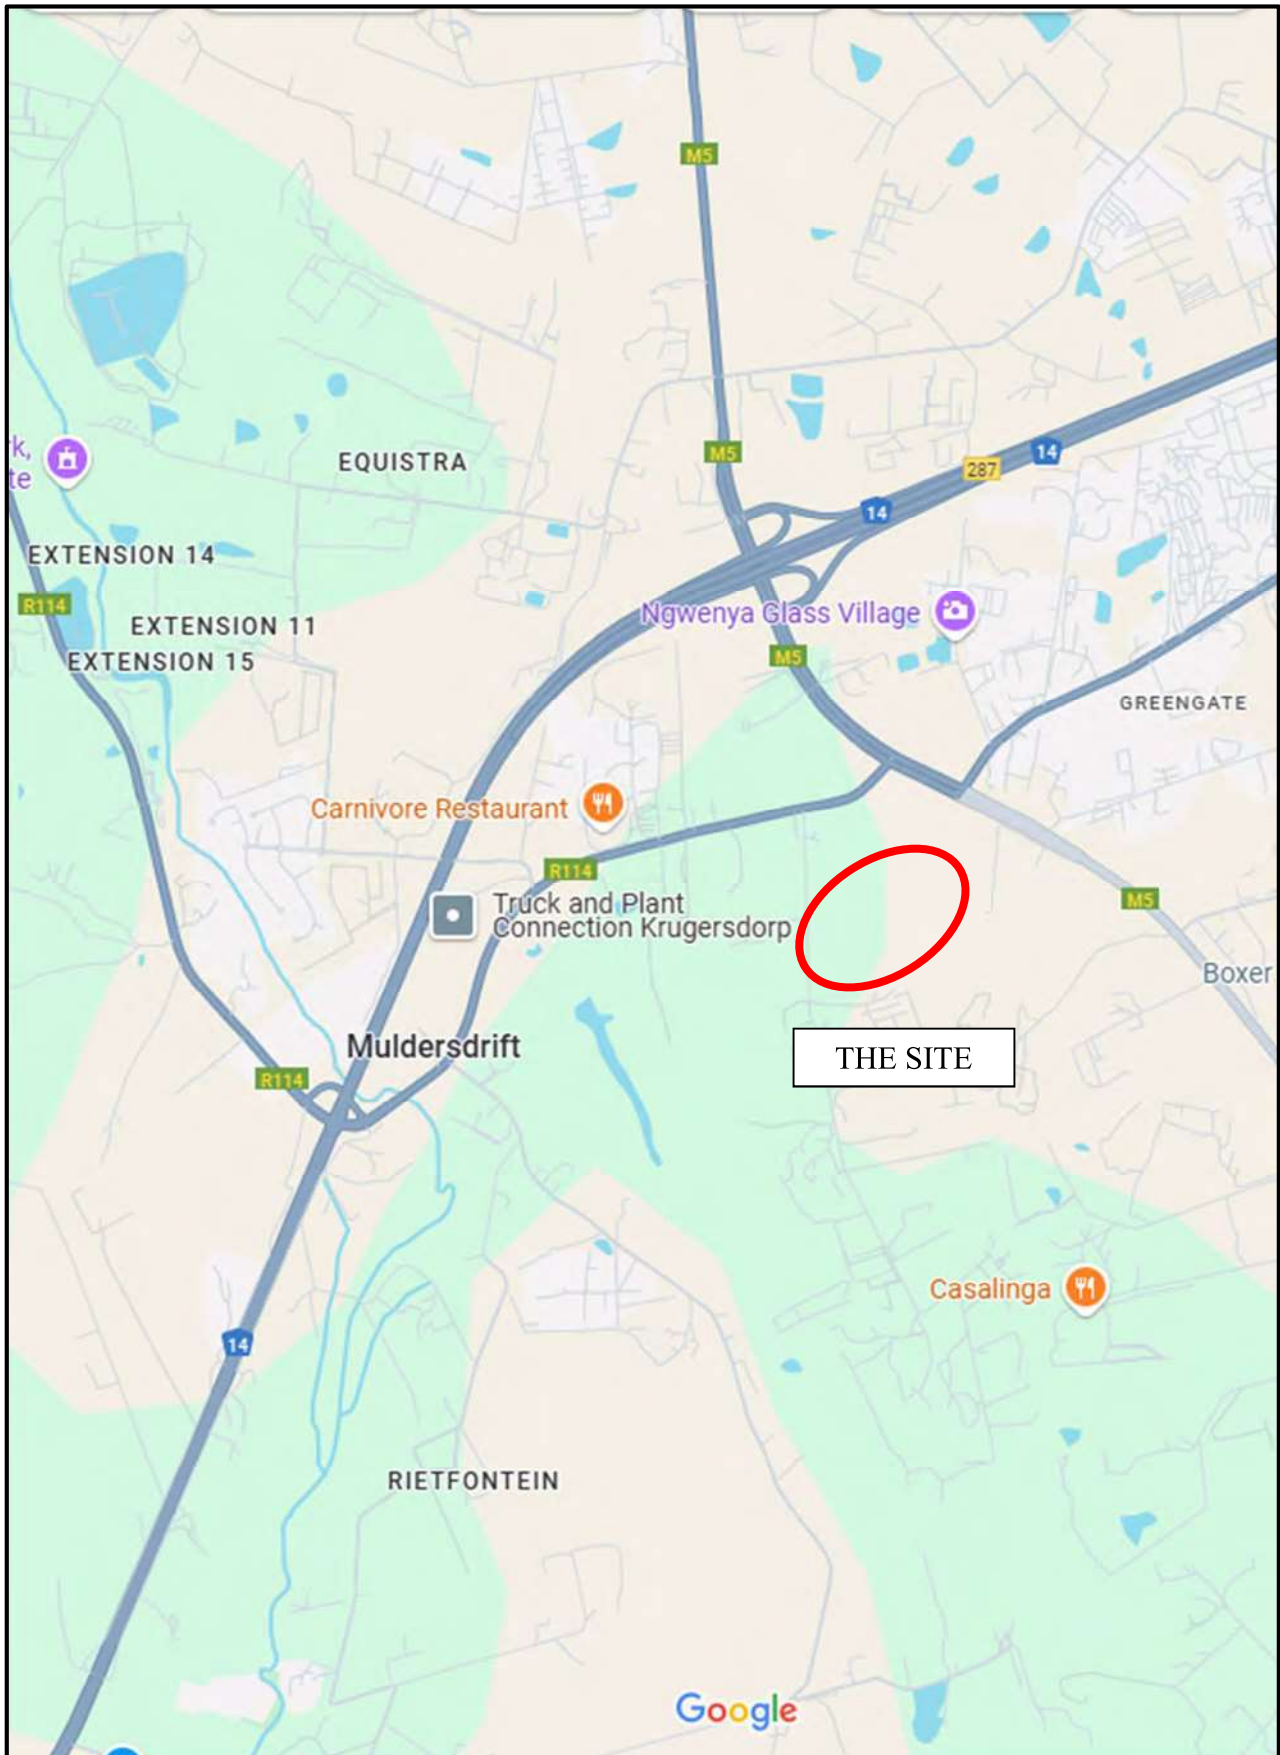 M5
k,
te
EQUISTRA
M5
14
287
14
EXTENSION 14
R114
EXTENSION 11
EXTENSION 15
Ngwenya Glass Village
M5
GREENGATE
Carnivore Restaurant
R114
Truck and Plant
Connection Krugersdorp
M5
Boxer
Muldersdrift
THE SITE
R114
Casalinga
14
RIETFONTEIN
Google